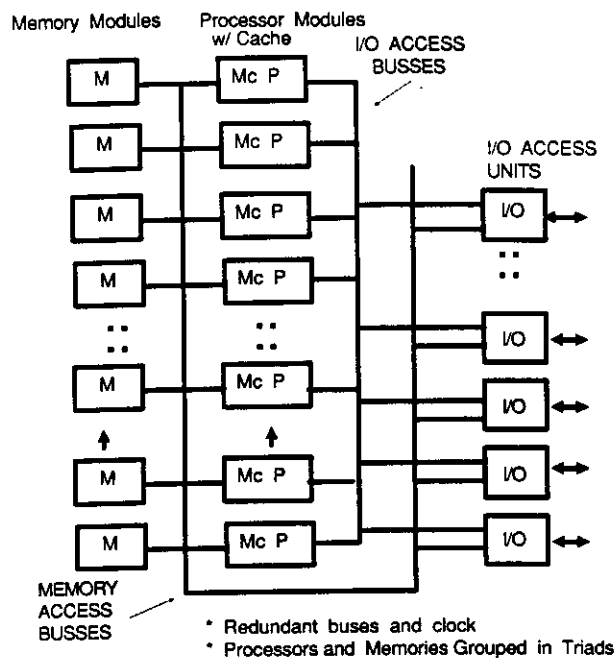 Memory Modules
Processor Modules
w/ Cache
I/O ACCESS
BUSSES
M
Mc P
M
Mc P
I/O ACCESS
UNITS
M
Mc P
I/O
M
Mc P
I/O
M
Mc P
I/O
M
Mc P
I/O
M
Mc P
I/O
MEMORY
ACCESS
BUSSES
* Redundant buses and clock
* Processors and Memories Grouped in Triads